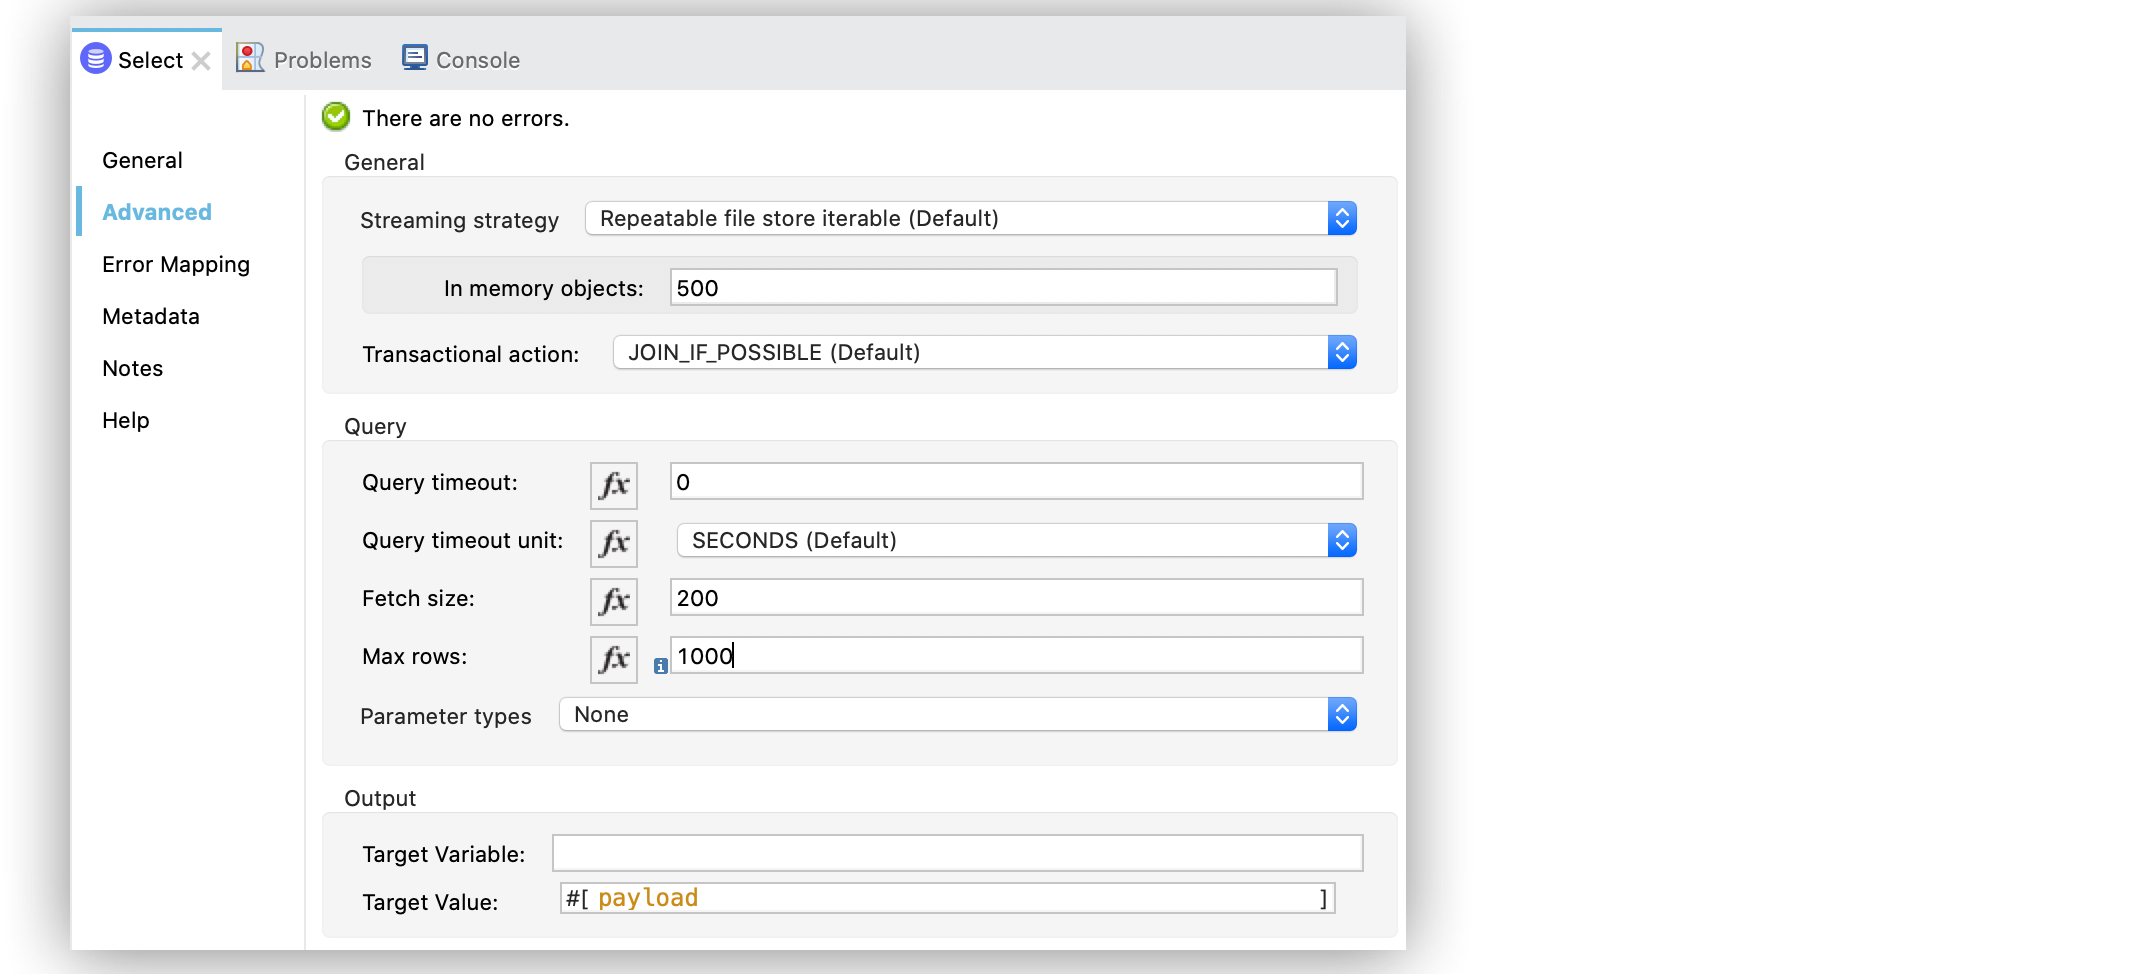 Select Problems Console
There are no errors.
General
Advanced
Error Mapping
Metadata
Notes
Help
General
Streaming strategy Repeatable file store iterable (Default)
In memory objects: 500
Transactional action: JOIN_IF_POSSIBLE (Default)
Query
Query timeout: fx 0
Query timeout unit: fx SECONDS (Default)
Fetch size: fx 200
Max rows: fx i 1000
Parameter types None
Output
Target Variable:
Target Value: #[ payload ]